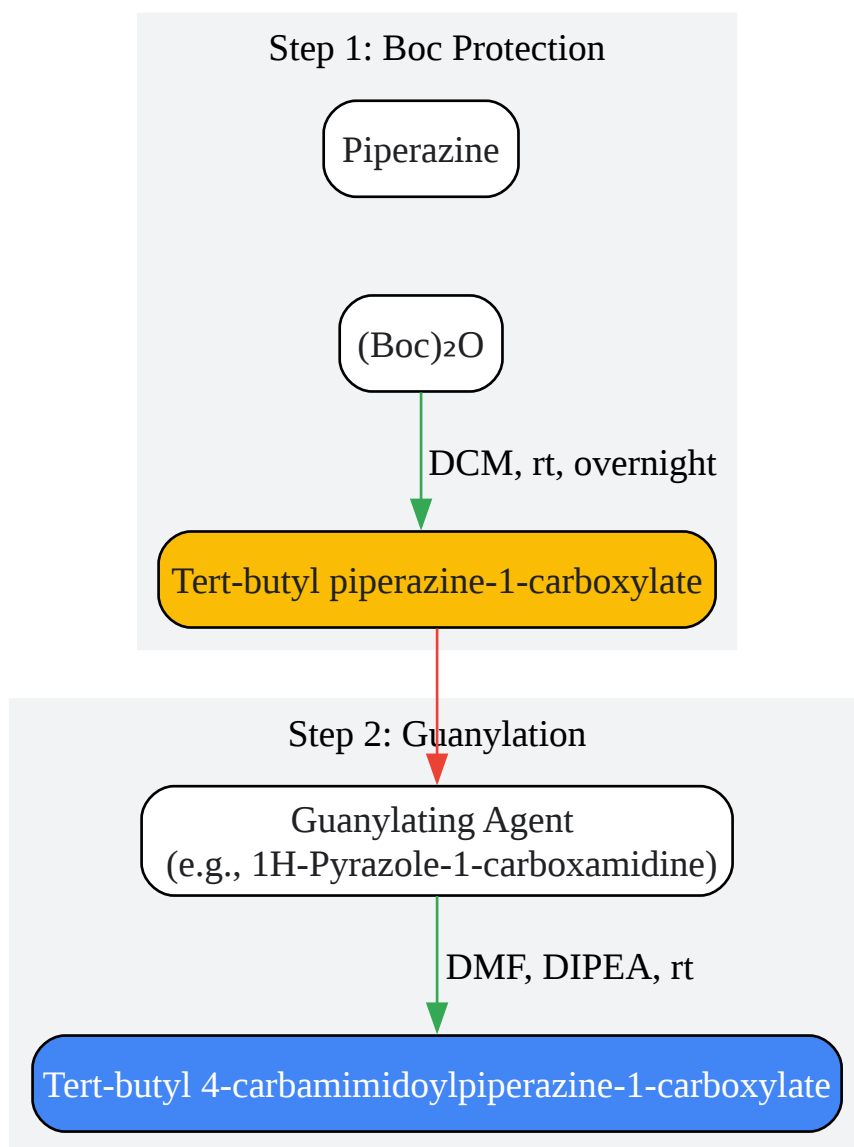 Step 1: Boc Protection
Piperazine
(Boc)₂O
DCM, rt, overnight
Tert-butyl piperazine-1-carboxylate
Step 2: Guanylation
Guanylating Agent
(e.g., 1H-Pyrazole-1-carboxamidine)
DMF, DIPEA, rt
Tert-butyl 4-carbamimidoylpiperazine-1-carboxylate